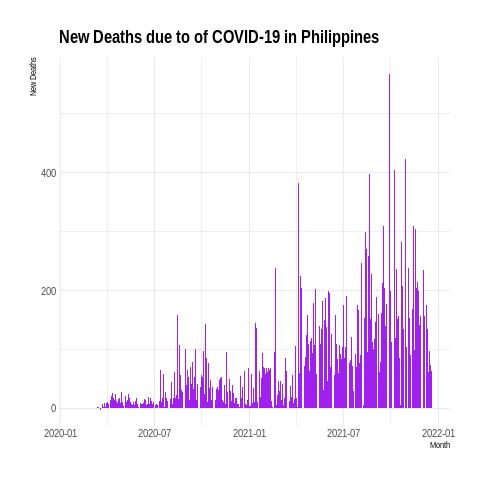 New Deaths due to of COVID-19 in Philippines
New Deaths
400
200
0
2020-01 2020-07 2021-01 2021-07 2022-01
Month